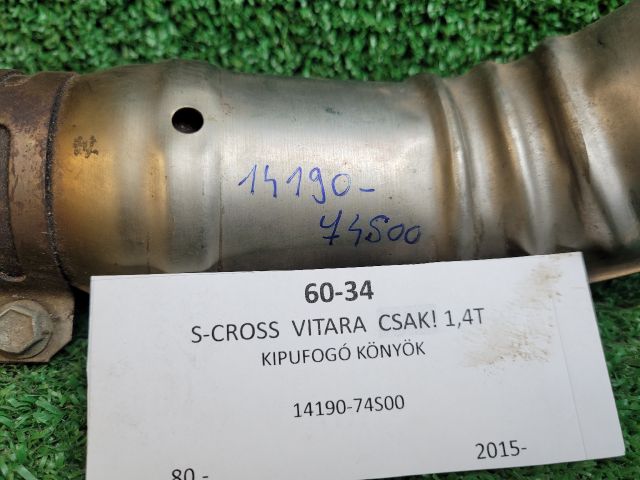 14190-
74S00
60-34
S-CROSS VITARA CSAK! 1,4T
KIPUFOGÓ KÖNYÖK
14190-74S00
2015-
80.-